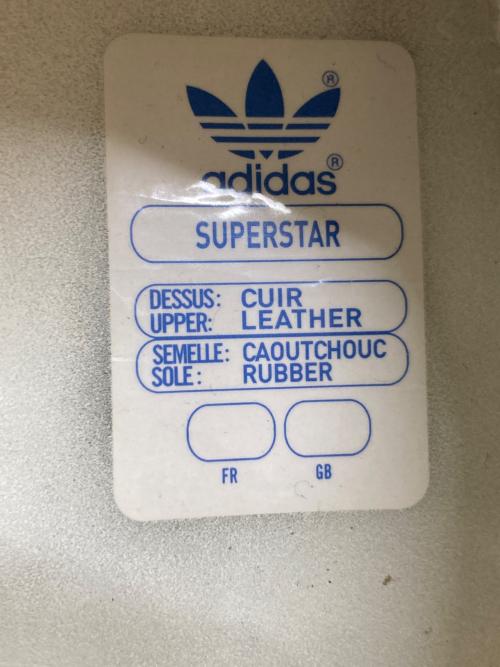 ®
adidas®
SUPERSTAR
DESSUS: CUIR
UPPER: LEATHER
SEMELLE: CAOUTCHOUC
SOLE: RUBBER
FR GB